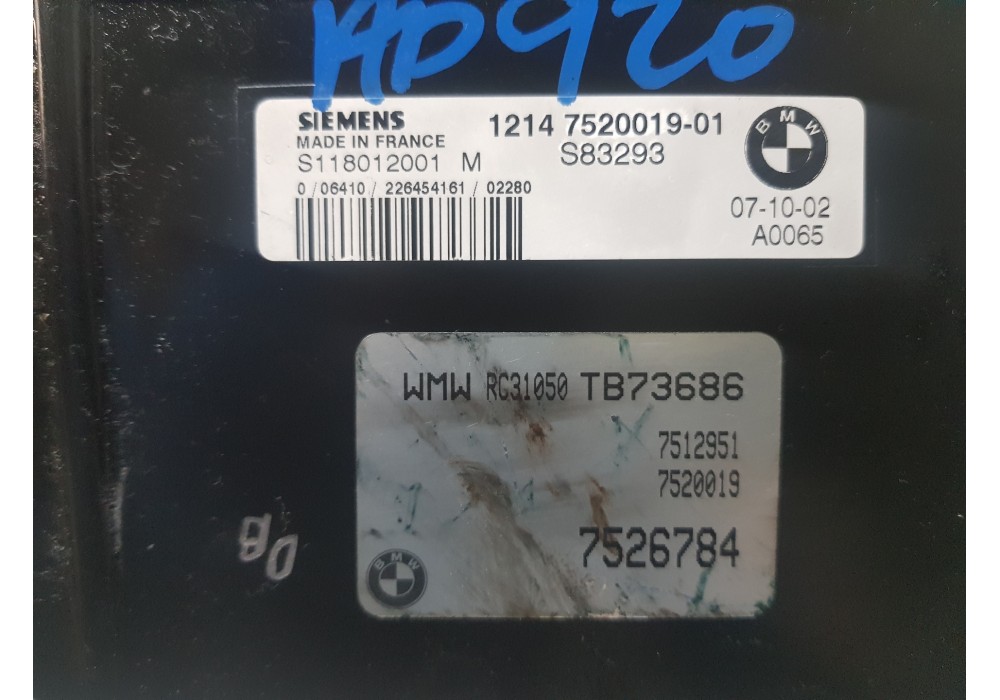 AD920
SIEMENS 1214 7520019-01
MADE IN FRANCE S83293
S118012001 M
0/06410/226454161/02280
BMW
07-10-02
A0065
WMW RC31050 TB73686
7512951
7520019
7526784
BMW